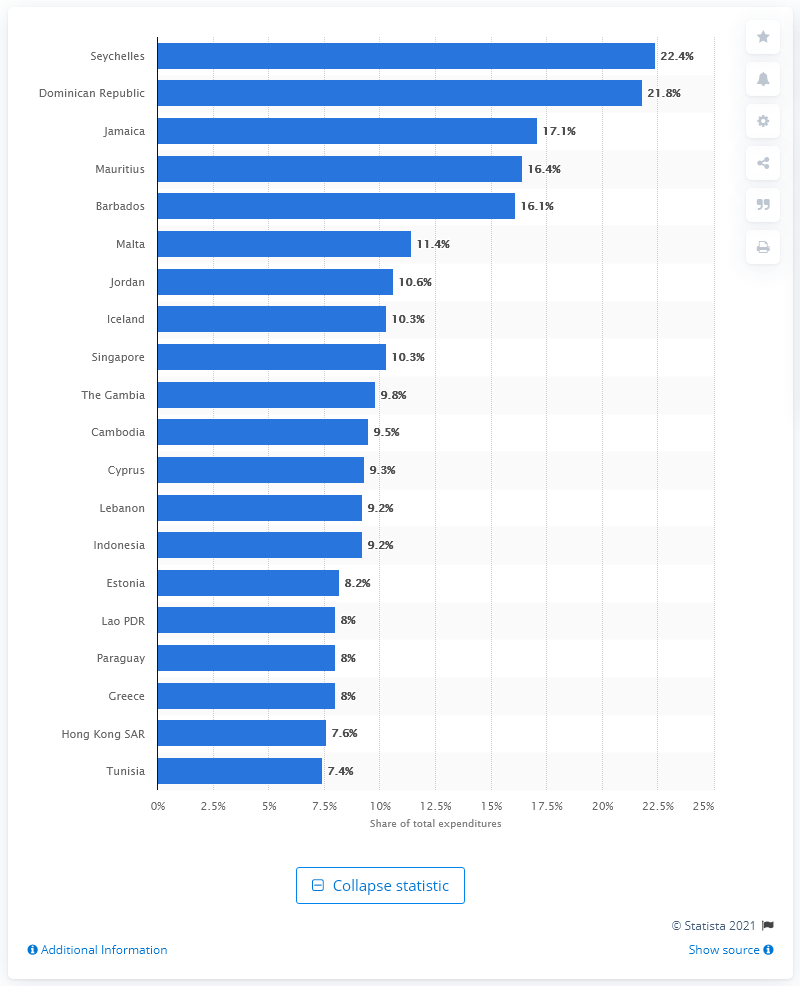 Seychelles 22.4%
Dominican Republic 21.8%
Jamaica 17.1%
Mauritius 16.4%
Barbados 16.1%
Malta 11.4%
Jordan 10.6%
Iceland 10.3%
Singapore 10.3%
The Gambia 9.8%
Cambodia 9.5%
Cyprus 9.3%
Lebanon 9.2%
Indonesia 9.2%
Estonia 8.2%
Lao PDR 8%
Paraguay 8%
Greece 8%
Hong Kong SAR 7.6%
Tunisia 7.4%
0% 2.5% 5% 7.5% 10% 12.5% 15% 17.5% 20% 22.5% 25%
Share of total expenditures
Collapse statistic
© Statista 2021
Additional Information Show source